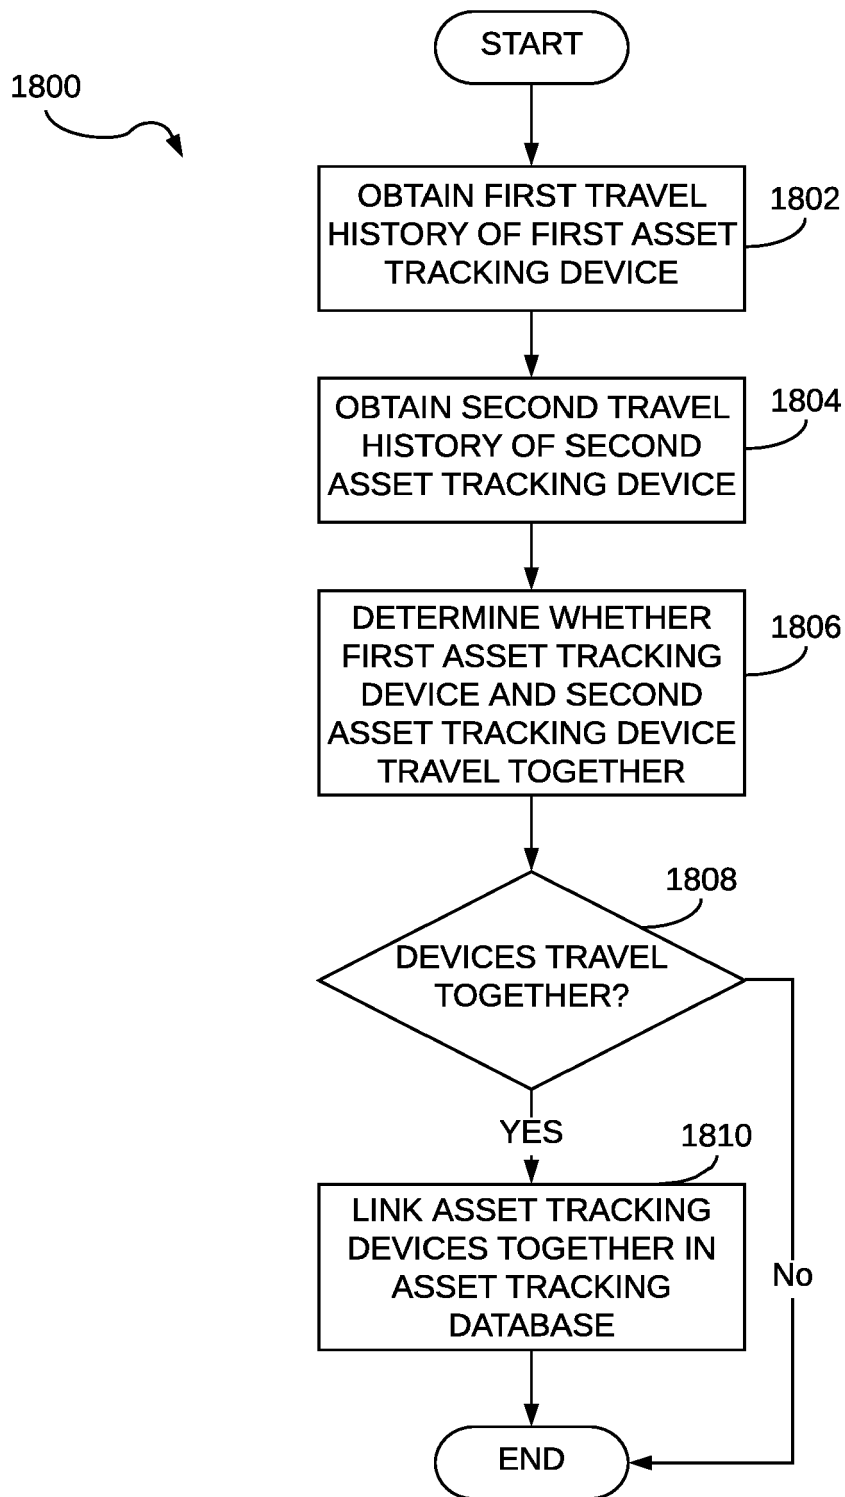 START
1800
OBTAIN FIRST TRAVEL
HISTORY OF FIRST ASSET
TRACKING DEVICE
1802
OBTAIN SECOND TRAVEL
HISTORY OF SECOND
ASSET TRACKING DEVICE
1804
DETERMINE WHETHER
FIRST ASSET TRACKING
DEVICE AND SECOND
ASSET TRACKING DEVICE
TRAVEL TOGETHER
1806
1808
DEVICES TRAVEL
TOGETHER?
YES
1810
LINK ASSET TRACKING
DEVICES TOGETHER IN
ASSET TRACKING
DATABASE
No
END